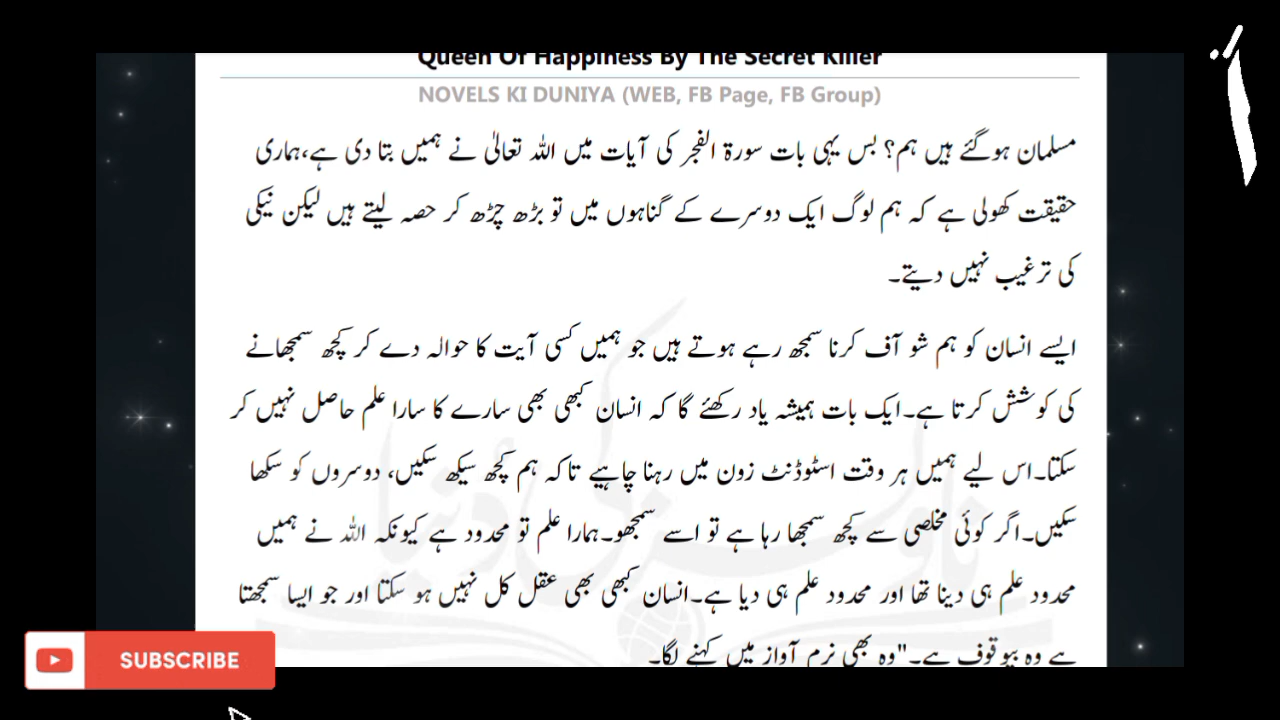 Queen Of Happiness By The Secret Killer
NOVELS KI DUNIYA (WEB, FB Page, FB Group)
مسلمان ہوگئے ہیں ہم؟ بس یہی بات سورۃ الفجر کی آیات میں اللہ تعالیٰ نے ہمیں بتا دی ہے،ہماری
حقیقت کھولی ہے کہ ہم لوگ ایک دوسرے کے گناہوں میں تو بڑھ چڑھ کر حصہ لیتے ہیں لیکن نیکی
کی ترغیب نہیں دیتے۔
ایسے انسان کو ہم شو آف کرنا سمجھ رہے ہوتے ہیں جو ہمیں کسی آیت کا حوالہ دے کر کچھ سمجھانے
کی کوشش کرتا ہے۔ایک بات ہمیشہ یاد رکھئے گا کہ انسان کبھی بھی سارے کا سارا علم حاصل نہیں کر
سکتا۔اس لیے ہمیں ہر وقت اسٹوڈنٹ زون میں رہنا چاہیے تاکہ ہم کچھ سیکھ سکیں، دوسروں کو سکھا
سکیں۔اگر کوئی مخلصی سے کچھ سمجھا رہا ہے تو اسے سمجھو۔ہمارا علم تو محدود ہے کیونکہ اللہ نے ہمیں
محدود علم ہی دینا تھا اور محدود علم ہی دیا ہے۔انسان کبھی بھی عقل کل نہیں ہو سکتا اور جو ایسا سمجھتا
ہے وہ بیوقوف ہے۔"وہ بھی نرم آواز میں کہنے لگا۔
ناولز کی دنیا
SUBSCRIBE